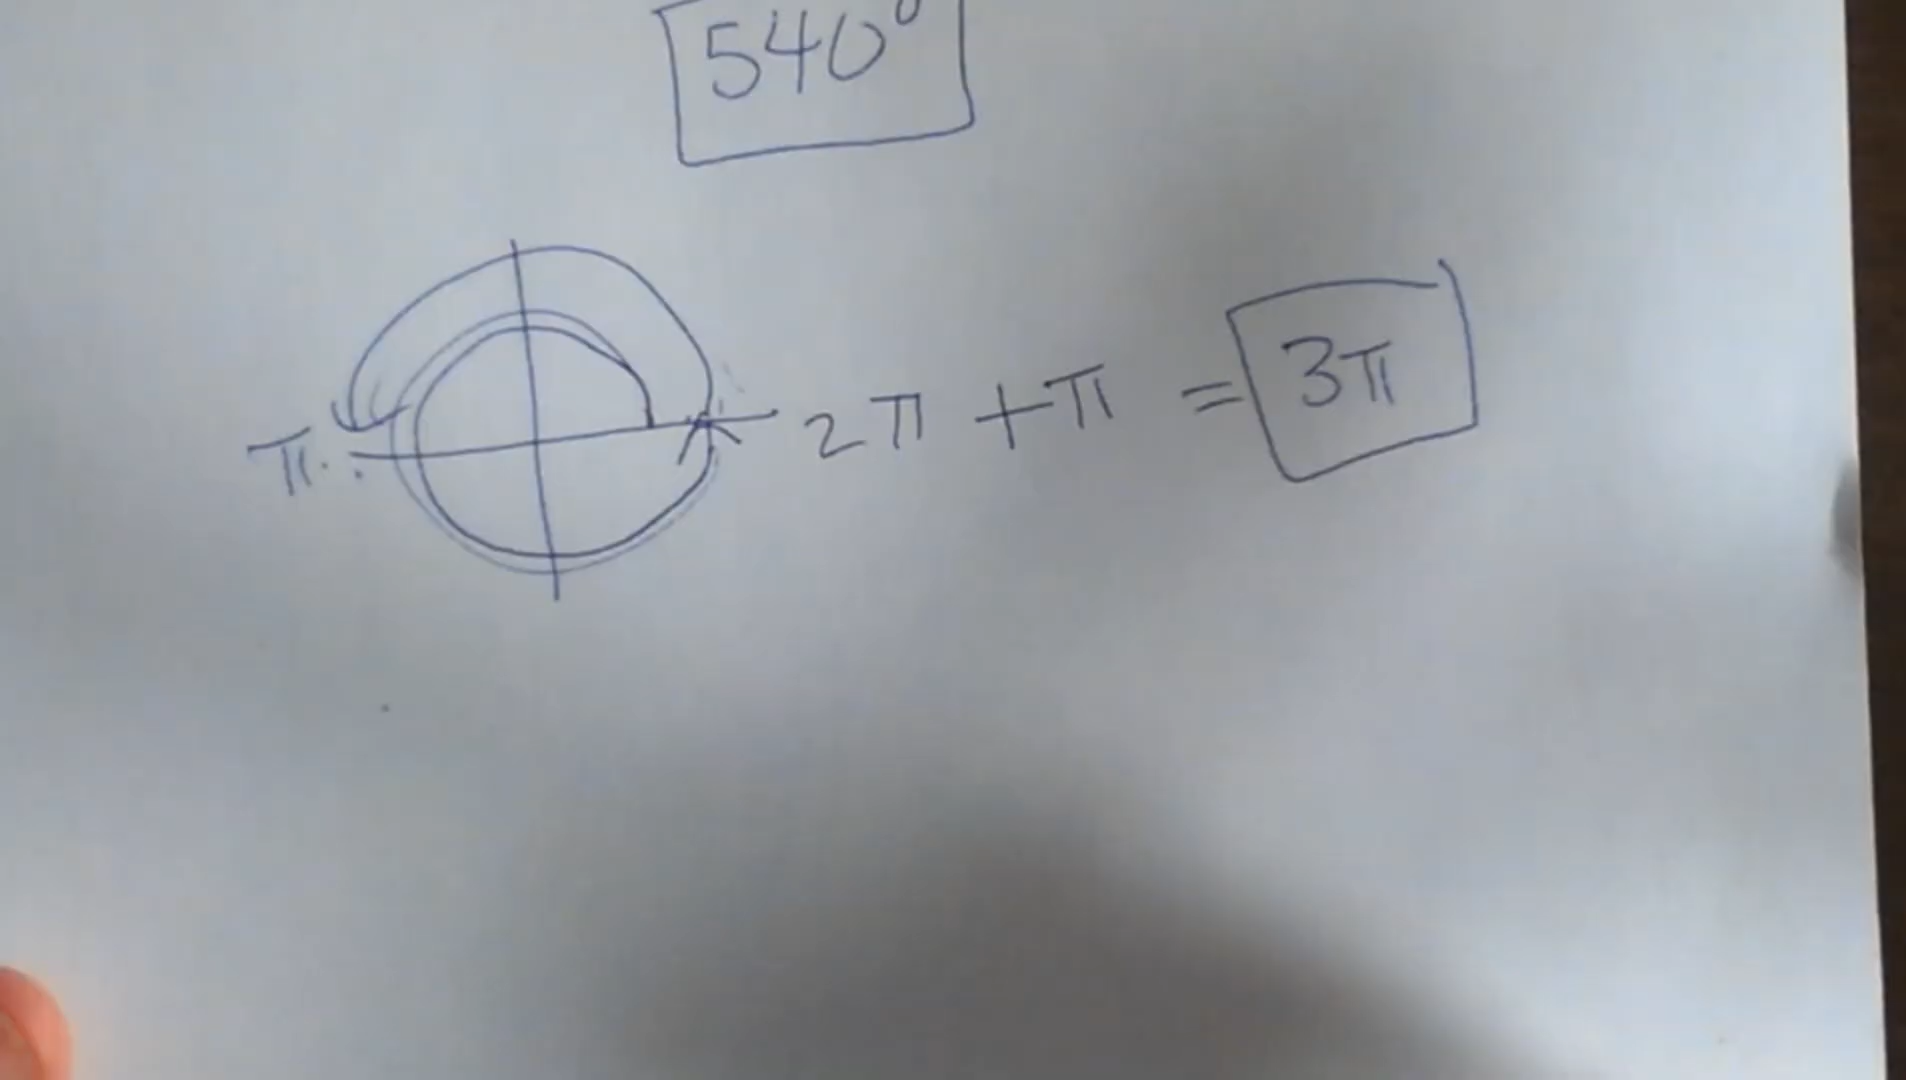 540°
π 2π + π = 3π